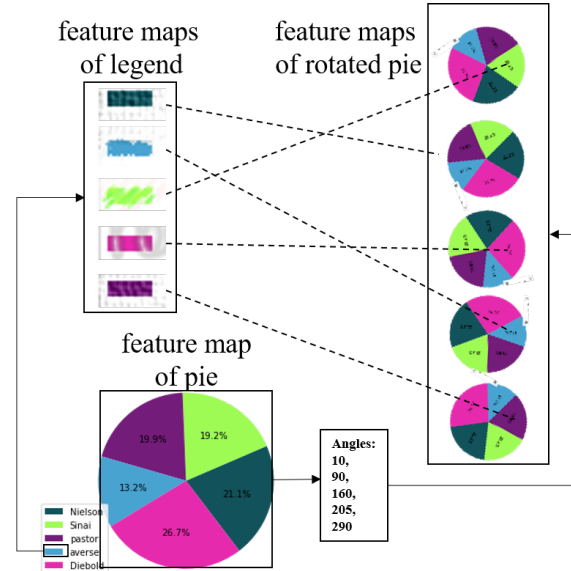 feature maps
of legend
feature maps
of rotated pie
feature map
of pie
19.9%
19.2%
13.2%
21.1%
26.7%
Nielson
Sinai
pastor
averse
Diebold
Angles:
10,
90,
160,
205,
290